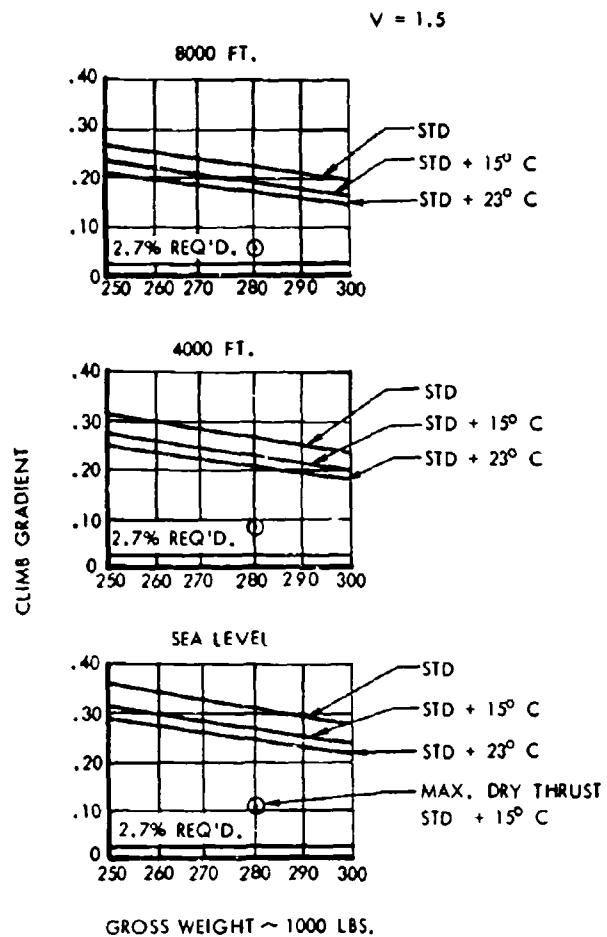 V = 1.5
8000 FT.
.40
.30
.20
.10
0
STD
STD + 15° C
STD + 23° C
2.7% REQ'D.
250 260 270 280 290 300
4000 FT.
.40
.30
.20
.10
0
STD
STD + 15° C
STD + 23° C
2.7% REQ'D.
250 260 270 280 290 300
CLIMB GRADIENT
SEA LEVEL
.40
.30
.20
.10
0
STD
STD + 15° C
STD + 23° C
MAX. DRY THRUST
STD + 15° C
2.7% REQ'D.
250 260 270 280 290 300
GROSS WEIGHT ~ 1000 LBS.